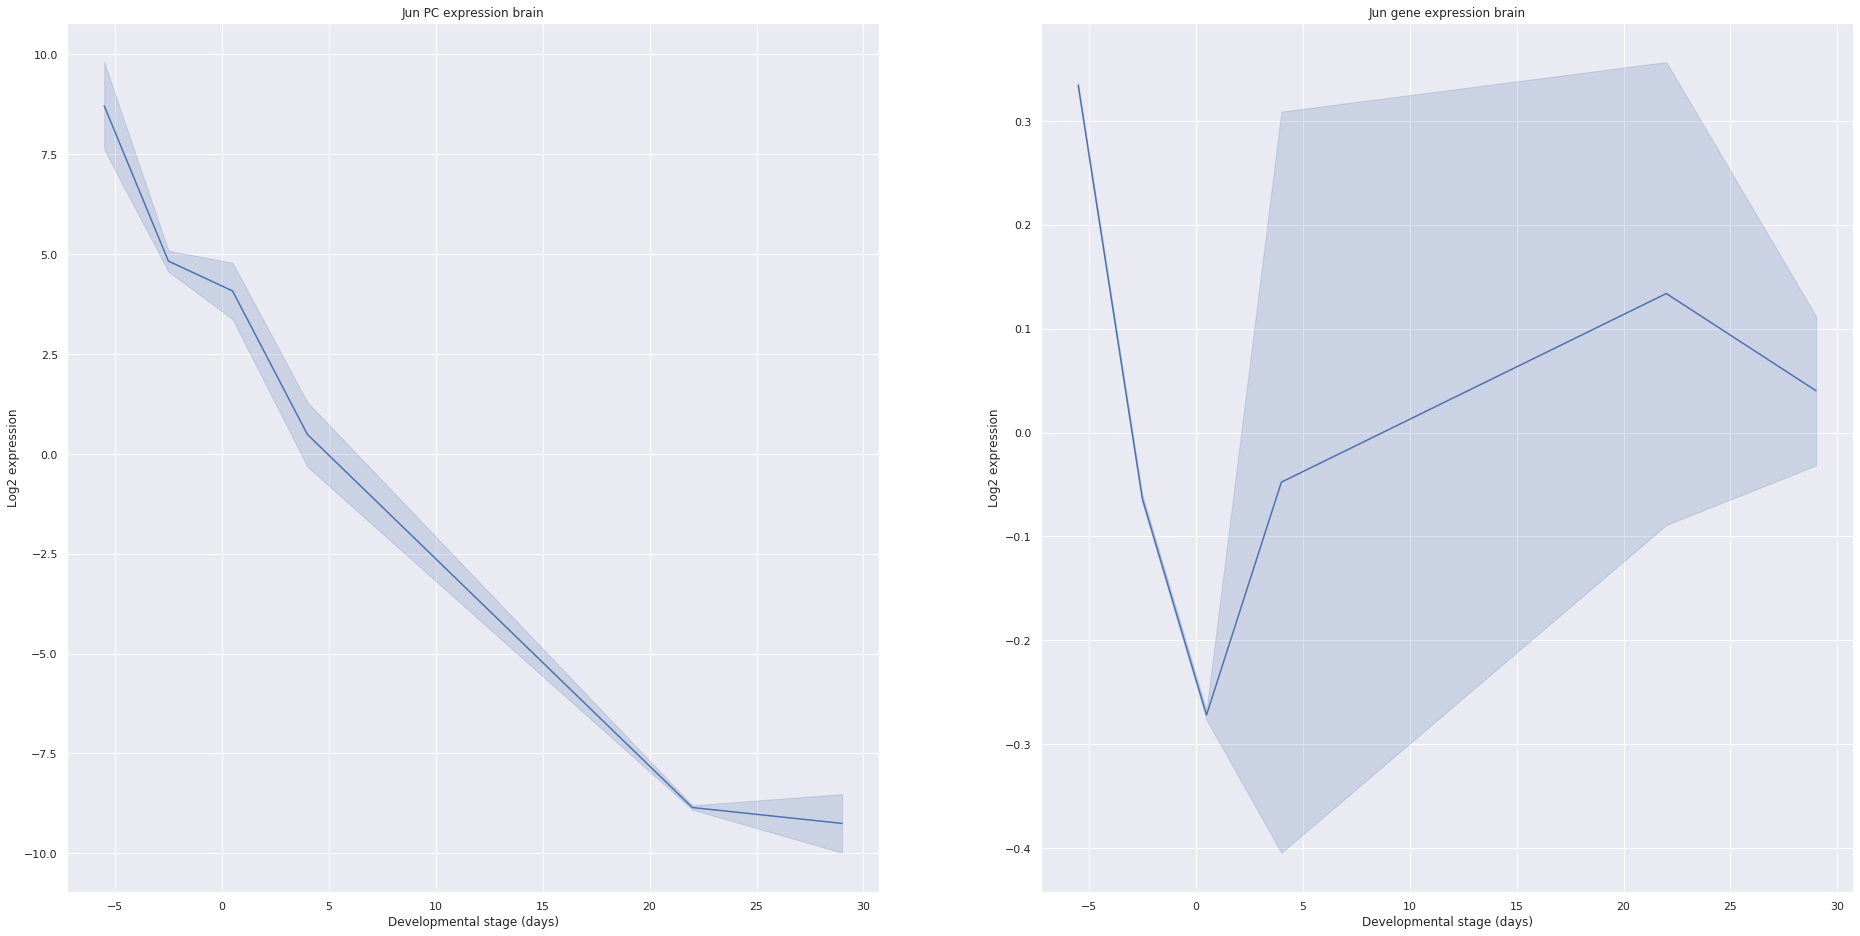 Jun PC expression brain
10.0
7.5
5.0
2.5
0.0
−2.5
−5.0
−7.5
−10.0
Log2 expression
−5 0 5 10 15 20 25 30
Developmental stage (days)
Jun gene expression brain
0.3
0.2
0.1
0.0
−0.1
−0.2
−0.3
−0.4
Log2 expression
−5 0 5 10 15 20 25 30
Developmental stage (days)